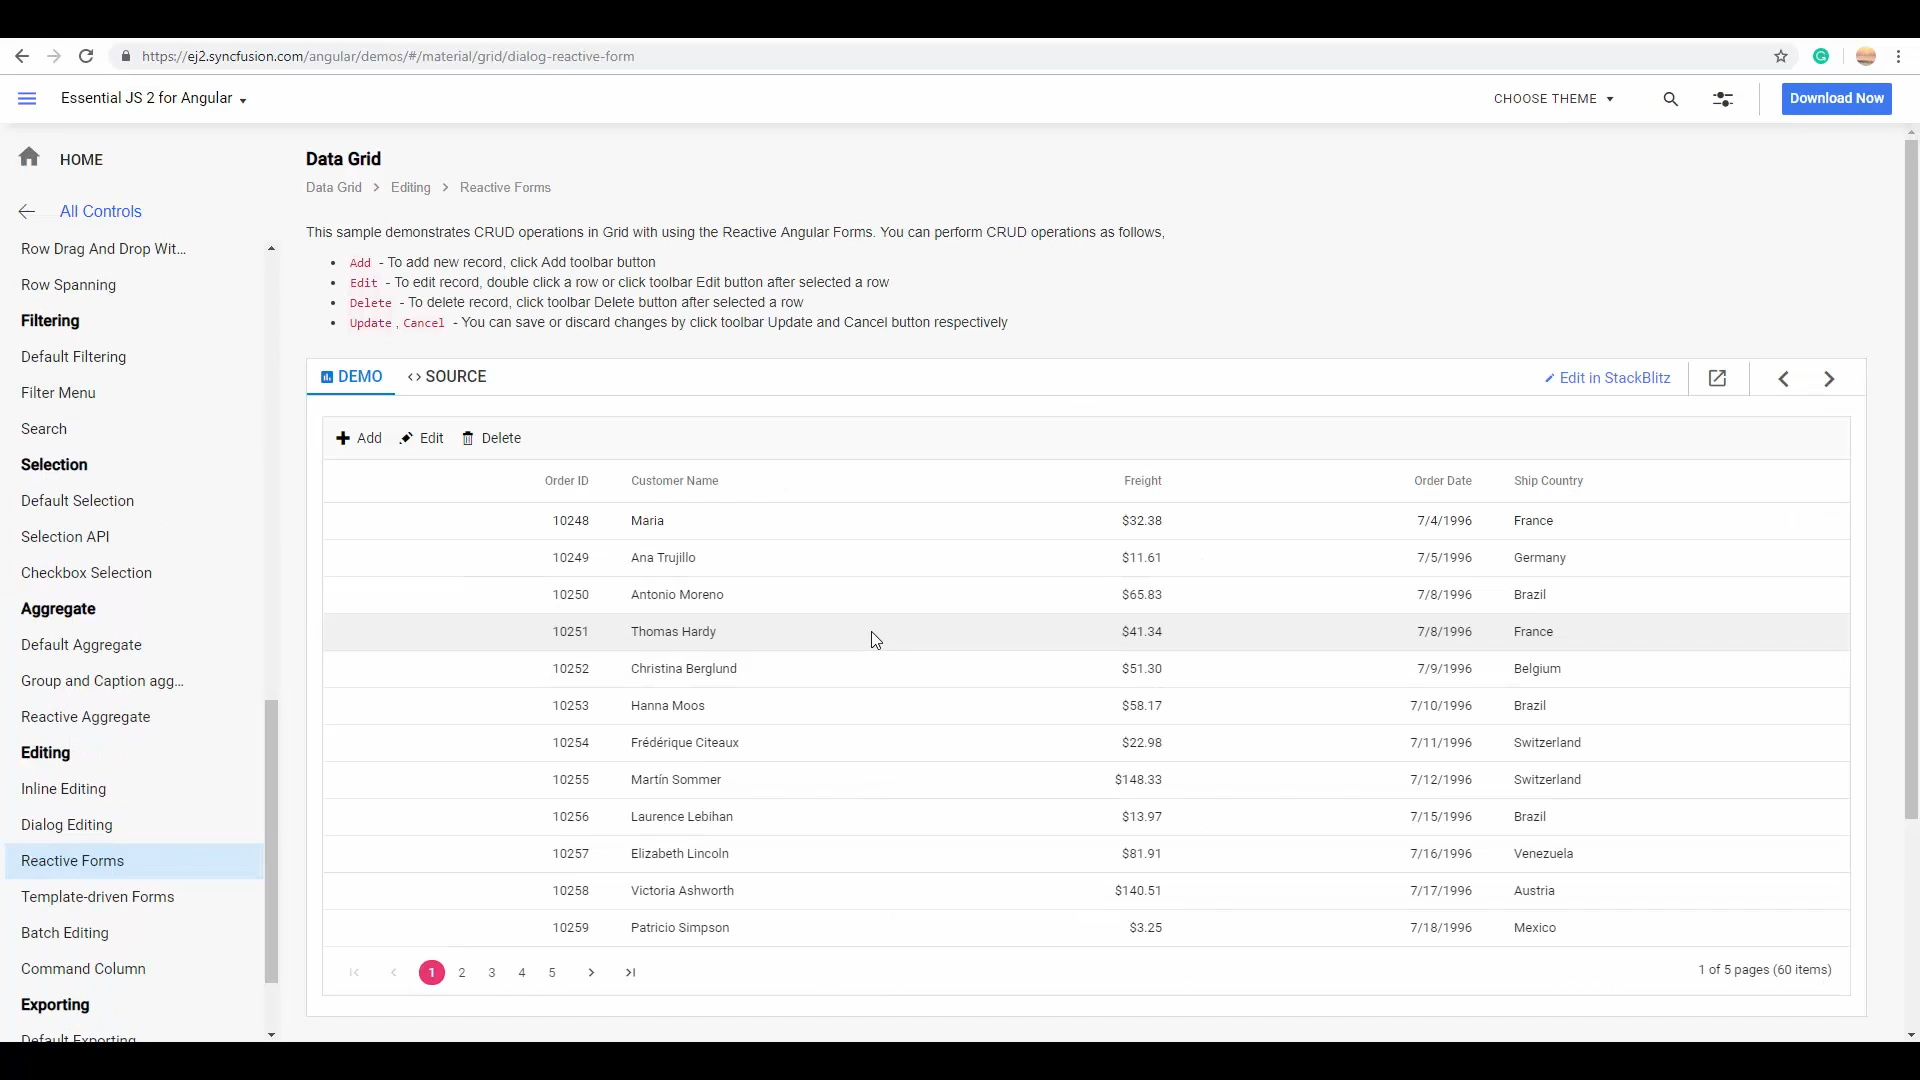 https://ej2.syncfusion.com/angular/demos/#/material/grid/dialog-reactive-form
Essential JS 2 for Angular
CHOOSE THEME
Download Now
HOME
All Controls
Row Drag And Drop Wit...
Row Spanning
Filtering
Default Filtering
Filter Menu
Search
Selection
Default Selection
Selection API
Checkbox Selection
Aggregate
Default Aggregate
Group and Caption agg...
Reactive Aggregate
Editing
Inline Editing
Dialog Editing
Reactive Forms
Template-driven Forms
Batch Editing
Command Column
Exporting
Default Exporting
Data Grid
Data Grid > Editing > Reactive Forms
This sample demonstrates CRUD operations in Grid with using the Reactive Angular Forms. You can perform CRUD operations as follows,
• Add - To add new record, click Add toolbar button
• Edit - To edit record, double click a row or click toolbar Edit button after selected a row
• Delete - To delete record, click toolbar Delete button after selected a row
• Update , Cancel - You can save or discard changes by click toolbar Update and Cancel button respectively
DEMO <> SOURCE Edit in StackBlitz
Add Edit Delete
Order ID Customer Name Freight Order Date Ship Country
10248 Maria $32.38 7/4/1996 France
10249 Ana Trujillo $11.61 7/5/1996 Germany
10250 Antonio Moreno $65.83 7/8/1996 Brazil
10251 Thomas Hardy $41.34 7/8/1996 France
10252 Christina Berglund $51.30 7/9/1996 Belgium
10253 Hanna Moos $58.17 7/10/1996 Brazil
10254 Frédérique Citeaux $22.98 7/11/1996 Switzerland
10255 Martín Sommer $148.33 7/12/1996 Switzerland
10256 Laurence Lebihan $13.97 7/15/1996 Brazil
10257 Elizabeth Lincoln $81.91 7/16/1996 Venezuela
10258 Victoria Ashworth $140.51 7/17/1996 Austria
10259 Patricio Simpson $3.25 7/18/1996 Mexico
1 2 3 4 5
1 of 5 pages (60 items)